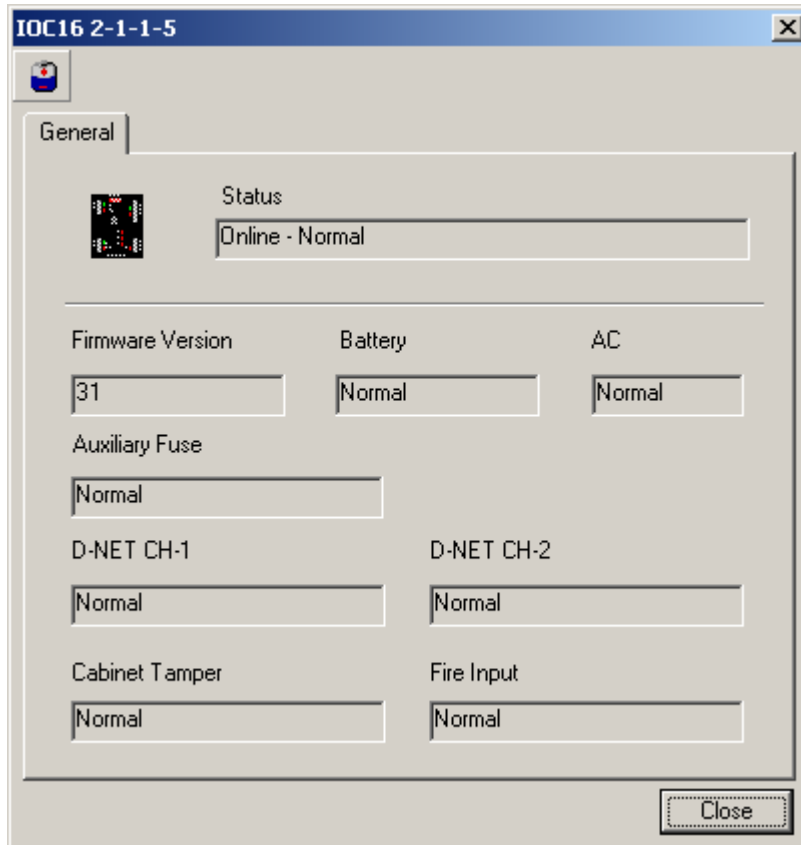 IOC16 2-1-1-5
General
Status
Online - Normal
Firmware Version Battery AC
31 Normal Normal
Auxiliary Fuse
Normal
D-NET CH-1 D-NET CH-2
Normal Normal
Cabinet Tamper Fire Input
Normal Normal
Close